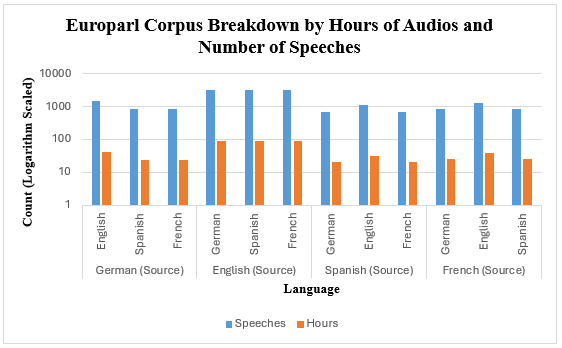 Europarl Corpus Breakdown by Hours of Audios and
Number of Speeches
Count (Logarithm Scaled)
10000
1000
100
10
1
English
Spanish
French
German
Spanish
French
German
English
French
German
English
Spanish
German (Source)
English (Source)
Spanish (Source)
French (Source)
Language
Speeches
Hours